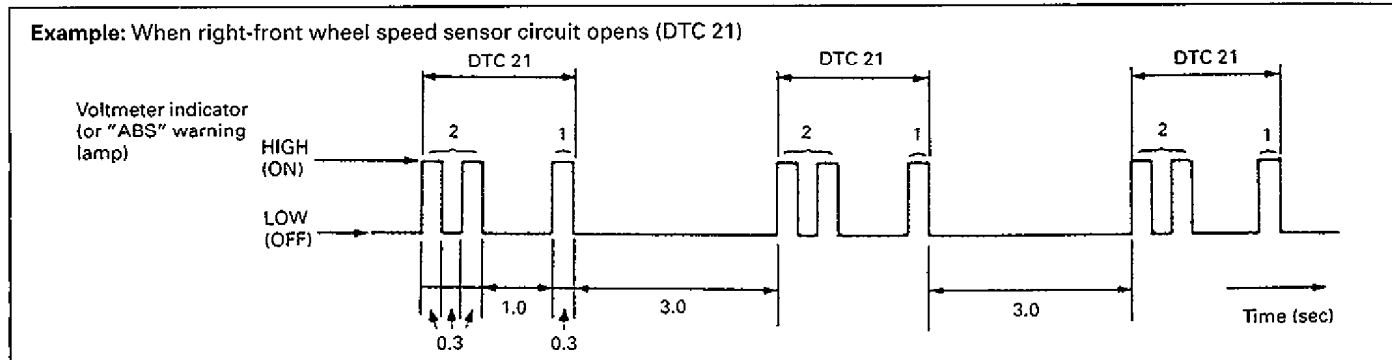 Example: When right-front wheel speed sensor circuit opens (DTC 21)
DTC 21
DTC 21
DTC 21
Voltmeter indicator
(or "ABS" warning
lamp)
2
1
2
1
2
1
HIGH
(ON)
LOW
(OFF)
1.0
3.0
3.0
Time (sec)
0.3
0.3